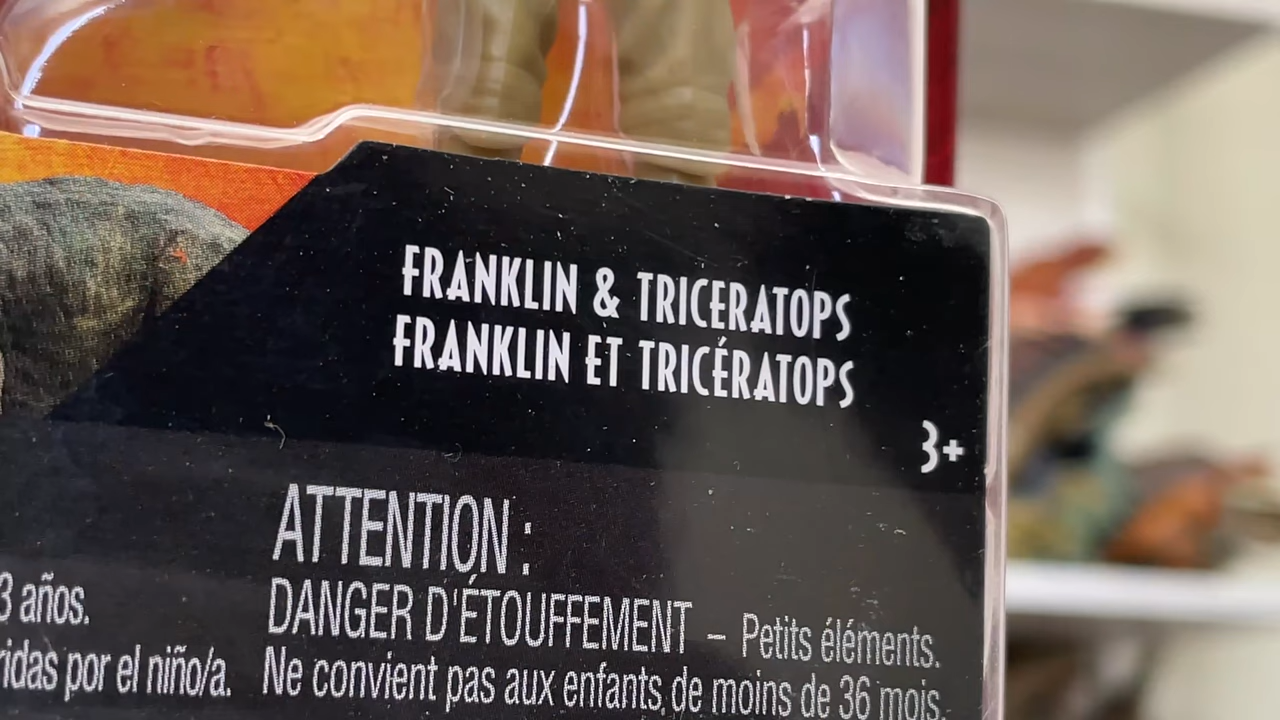 FRANKLIN & TRICERATOPS
FRANKLIN ET TRICÉRATOPS
3+
ATTENTION :
DANGER D'ÉTOUFFEMENT – Petits éléments.
3 años.
Ne convient pas aux enfants de moins de 36 mois.
por el niño/a.